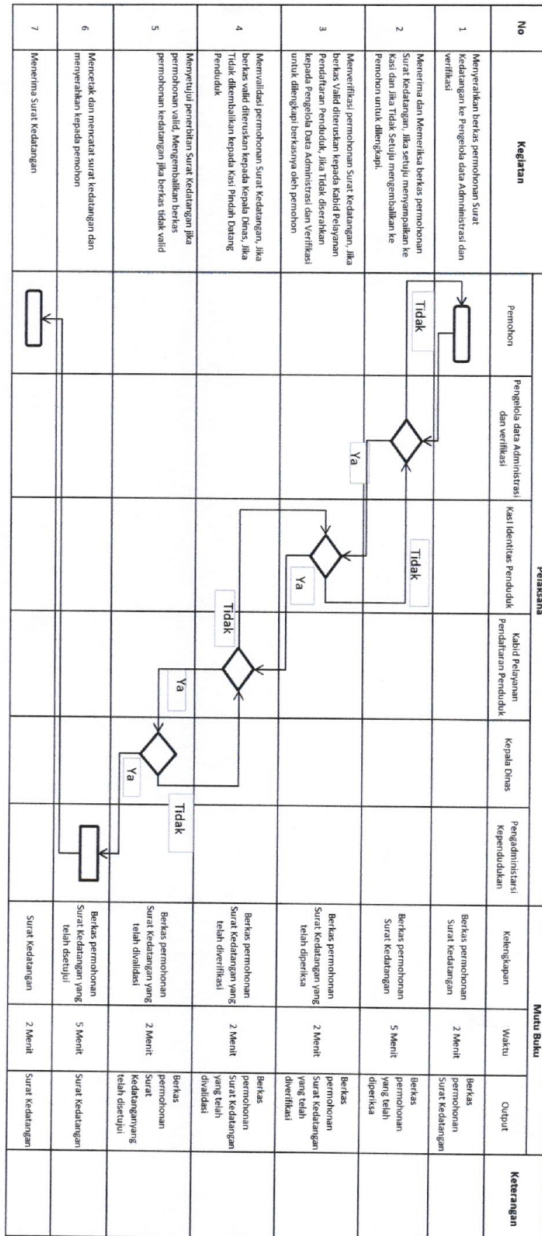 No
Kegiatan
Pelaksana
Mutu Buku
Keterangan
Pemohon
Pengelola data Administrasi
dan verifikasi
Kasi Identitas Penduduk
Kabid Pelayanan
Pendaftaran Penduduk
Kepala Dinas
Pengadministarsi
Kependudukan
Kelengkapan
Waktu
Output
1
Menyerahkan berkas permohonan Surat
Kedatangan ke Pengelola data Administrasi dan
verifikasi
Berkas permohonan
Surat Kedatangan
2 Menit
Berkas
permohonan
Surat Kedatangan
2
Menerima dan Memeriksa berkas permohonan
Surat Kedatangan, Jika setuju menyampaikan ke
Kasi dan Jika Tidak Setuju mengembalikan ke
Pemohon untuk dilengkapi.
Tidak
Ya
Tidak
Berkas permohonan
Surat Kedatangan
5 Menit
Berkas
permohonan
yang telah
diperiksa
3
Menverifikasi permohonan Surat Kedatangan, Jika
berkas Valid diteruskan kepada Kabid Pelayanan
Pendaftaran Penduduk, Jika Tidak diserahkan
kepada Pengelola Data Administrasi dan Verifikasi
untuk dilengkapi berkasnya oleh pemohon
Ya
Berkas permohonan
Surat Kedatangan yang
telah diperiksa
2 Menit
Berkas
permohonan
Surat Kedatangan
yang telah
diverifikasi
4
Memvalidasi permohonan Surat Kedatangan, Jika
berkas valid diteruskan kepada Kepala Dinas, Jika
Tidak dikembalikan kepada Kasi Pindah Datang
Penduduk
Tidak
Ya
Berkas permohonan
Surat Kedatangan yang
telah diverifikasi
2 Menit
Berkas
permohonan
Surat Kedatangan
yang telah
divalidasi
5
Menyetujui penerbitan Surat Kedatangan jika
permohonan valid, Mengembalikan berkas
permohonan kedatangan jika berkas tidak valid
Tidak
Ya
Berkas permohonan
Surat Kedatangan yang
telah divalidasi
2 Menit
Berkas
permohonan
Surat
Kedatanganyang
telah disetujui
6
Mencetak dan mencatat surat kedatangan dan
menyerahkan kepada pemohon
Berkas permohonan
Surat Kedatangan yang
telah dsetujui
5 Menit
Surat Kedatangan
7
Menerima Surat Kedatangan
Surat Kedatangan
2 Menit
Surat Kedatangan